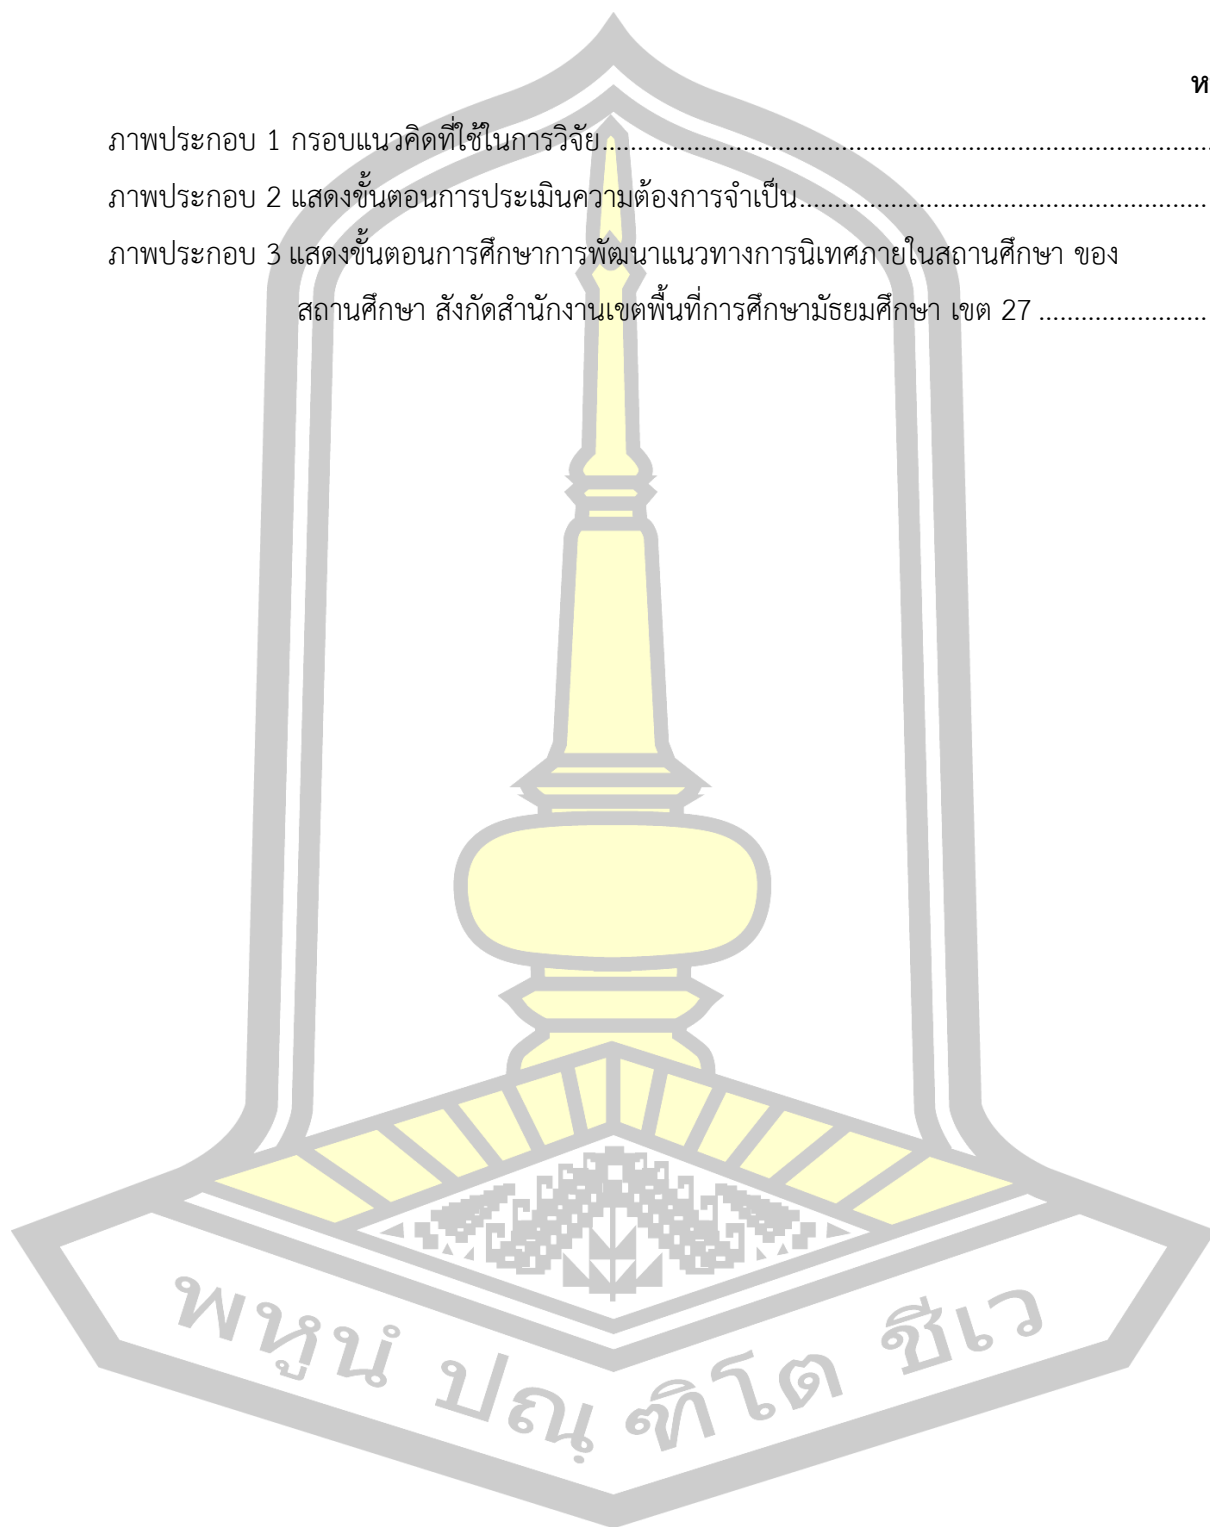 ห
ภาพประกอบ 1 กรอบแนวคิดที่ใช้ในการวิจัย..........................................................................................
ภาพประกอบ 2 แสดงขั้นตอนการประเมินความต้องการจำเป็น............................................................
ภาพประกอบ 3 แสดงขั้นตอนการศึกษาการพัฒนาแนวทางการนิเทศภายในสถานศึกษา ของ
สถานศึกษา สังกัดสำนักงานเขตพื้นที่การศึกษามัธยมศึกษา เขต 27 .........................
พหูนํ ปณฺฑิโต ชีเว